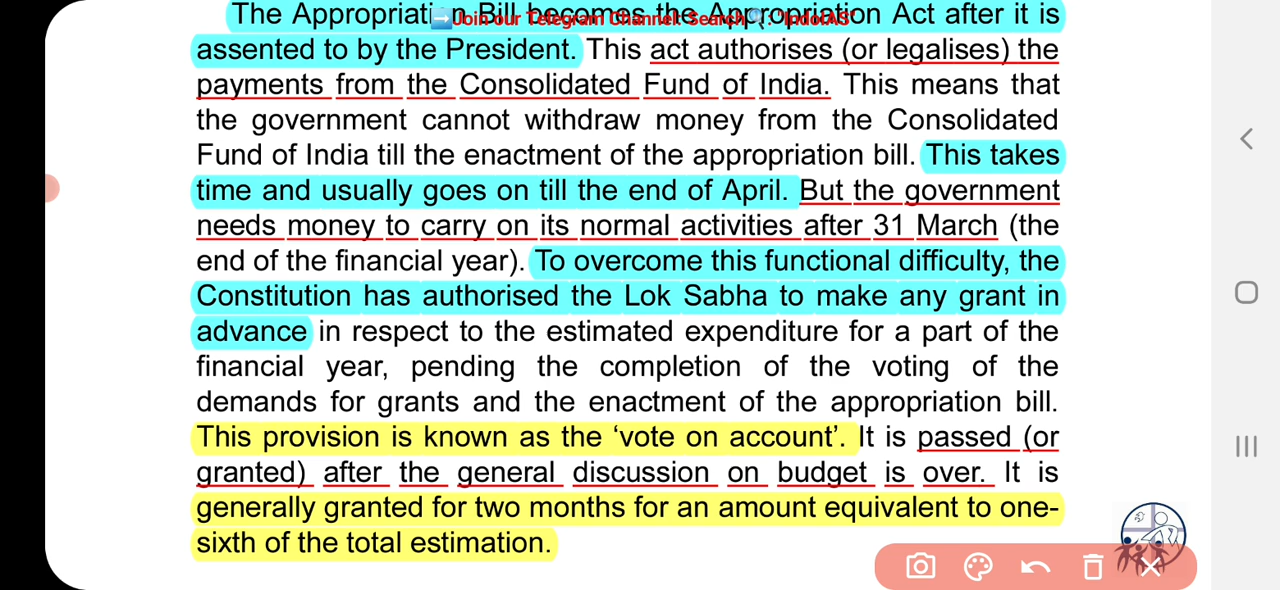 The Appropriation Bill becomes the Appropriation Act after it is
➡️Join our Telegram Channel: Search🔍: "IndoIAS"
assented to by the President. This act authorises (or legalises) the
payments from the Consolidated Fund of India. This means that
the government cannot withdraw money from the Consolidated
Fund of India till the enactment of the appropriation bill. This takes
time and usually goes on till the end of April. But the government
needs money to carry on its normal activities after 31 March (the
end of the financial year). To overcome this functional difficulty, the
Constitution has authorised the Lok Sabha to make any grant in
advance in respect to the estimated expenditure for a part of the
financial year, pending the completion of the voting of the
demands for grants and the enactment of the appropriation bill.
This provision is known as the ‘vote on account’. It is passed (or
granted) after the general discussion on budget is over. It is
generally granted for two months for an amount equivalent to one-
sixth of the total estimation.